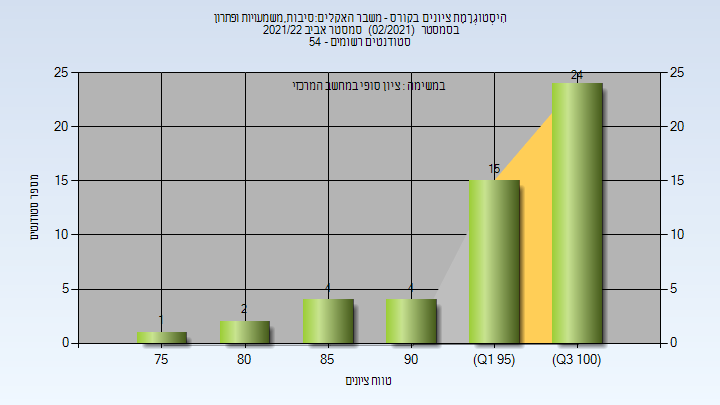 הִיסְטוֹגְרָמַת ציונים בקורס - משבר האקלים:סיבות,משמעויות ופתרון
בסמסטר (02/2021) סמסטר אביב 2021/22
סטודנטים רשומים - 54
במשימה : ציון סופי במחשב המרכזי
25
20
15
10
5
0
מספר סטודנטים
1
2
4
4
15
24
25
20
15
10
5
0
75
80
85
90
(Q1 95)
(Q3 100)
טווח ציונים